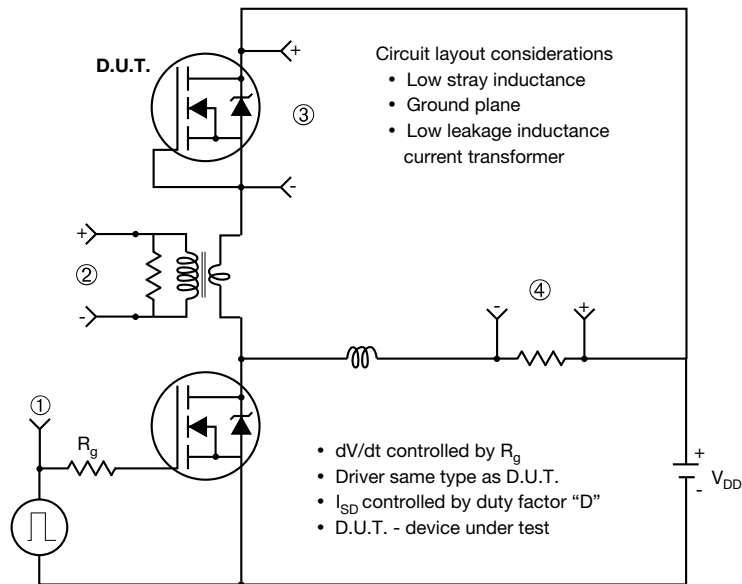 D.U.T.
+
Circuit layout considerations
• Low stray inductance
• Ground plane
• Low leakage inductance
current transformer
③
-
+
②
-
④
- +
①
Rg
• dV/dt controlled by Rg
• Driver same type as D.U.T.
• ISD controlled by duty factor “D”
• D.U.T. - device under test
+
VDD
-